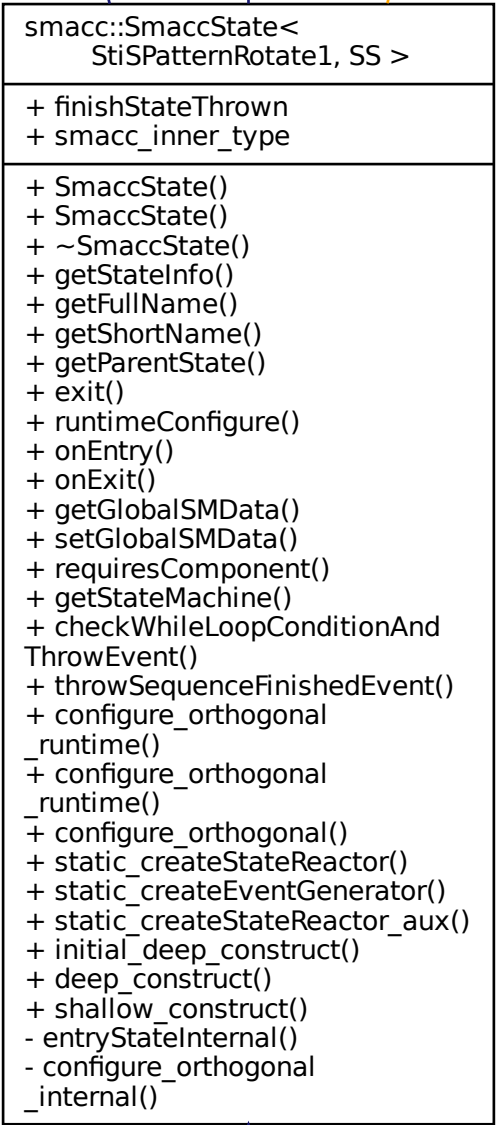 smacc::SmaccState<
StiSPatternRotate1, SS >
+ finishStateThrown
+ smacc_inner_type
+ SmaccState()
+ SmaccState()
+ ~SmaccState()
+ getStateInfo()
+ getFullName()
+ getShortName()
+ getParentState()
+ exit()
+ runtimeConfigure()
+ onEntry()
+ onExit()
+ getGlobalSMData()
+ setGlobalSMData()
+ requiresComponent()
+ getStateMachine()
+ checkWhileLoopConditionAnd
ThrowEvent()
+ throwSequenceFinishedEvent()
+ configure_orthogonal
_runtime()
+ configure_orthogonal
_runtime()
+ configure_orthogonal()
+ static_createStateReactor()
+ static_createEventGenerator()
+ static_createStateReactor_aux()
+ initial_deep_construct()
+ deep_construct()
+ shallow_construct()
- entryStateInternal()
- configure_orthogonal
_internal()